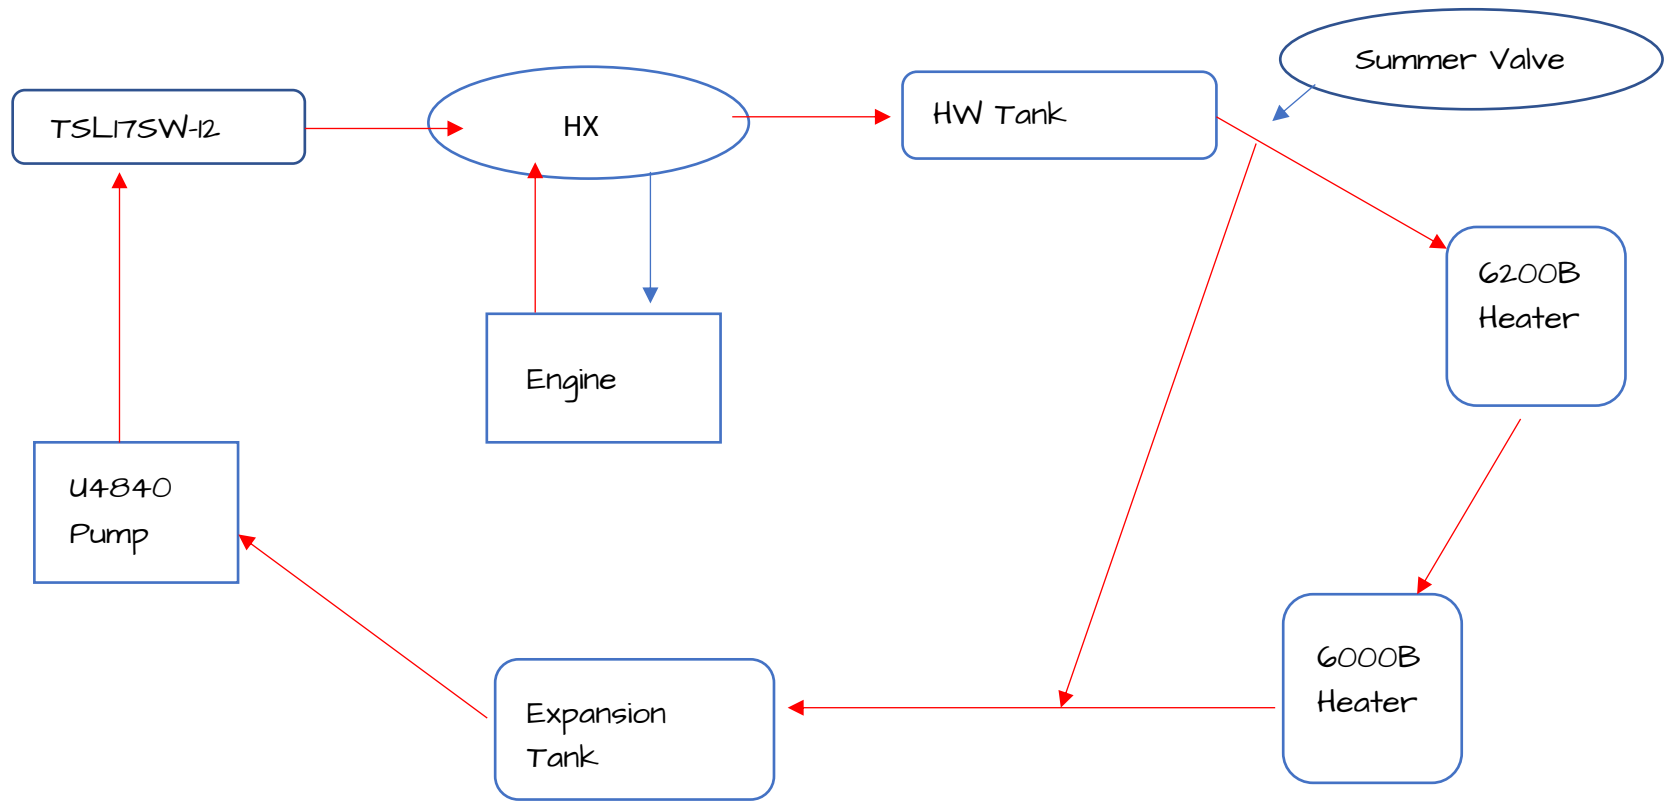 Summer Valve
TSL17SW-12
HX
HW Tank
6200B
Heater
Engine
U4840
Pump
6000B
Heater
Expansion
Tank